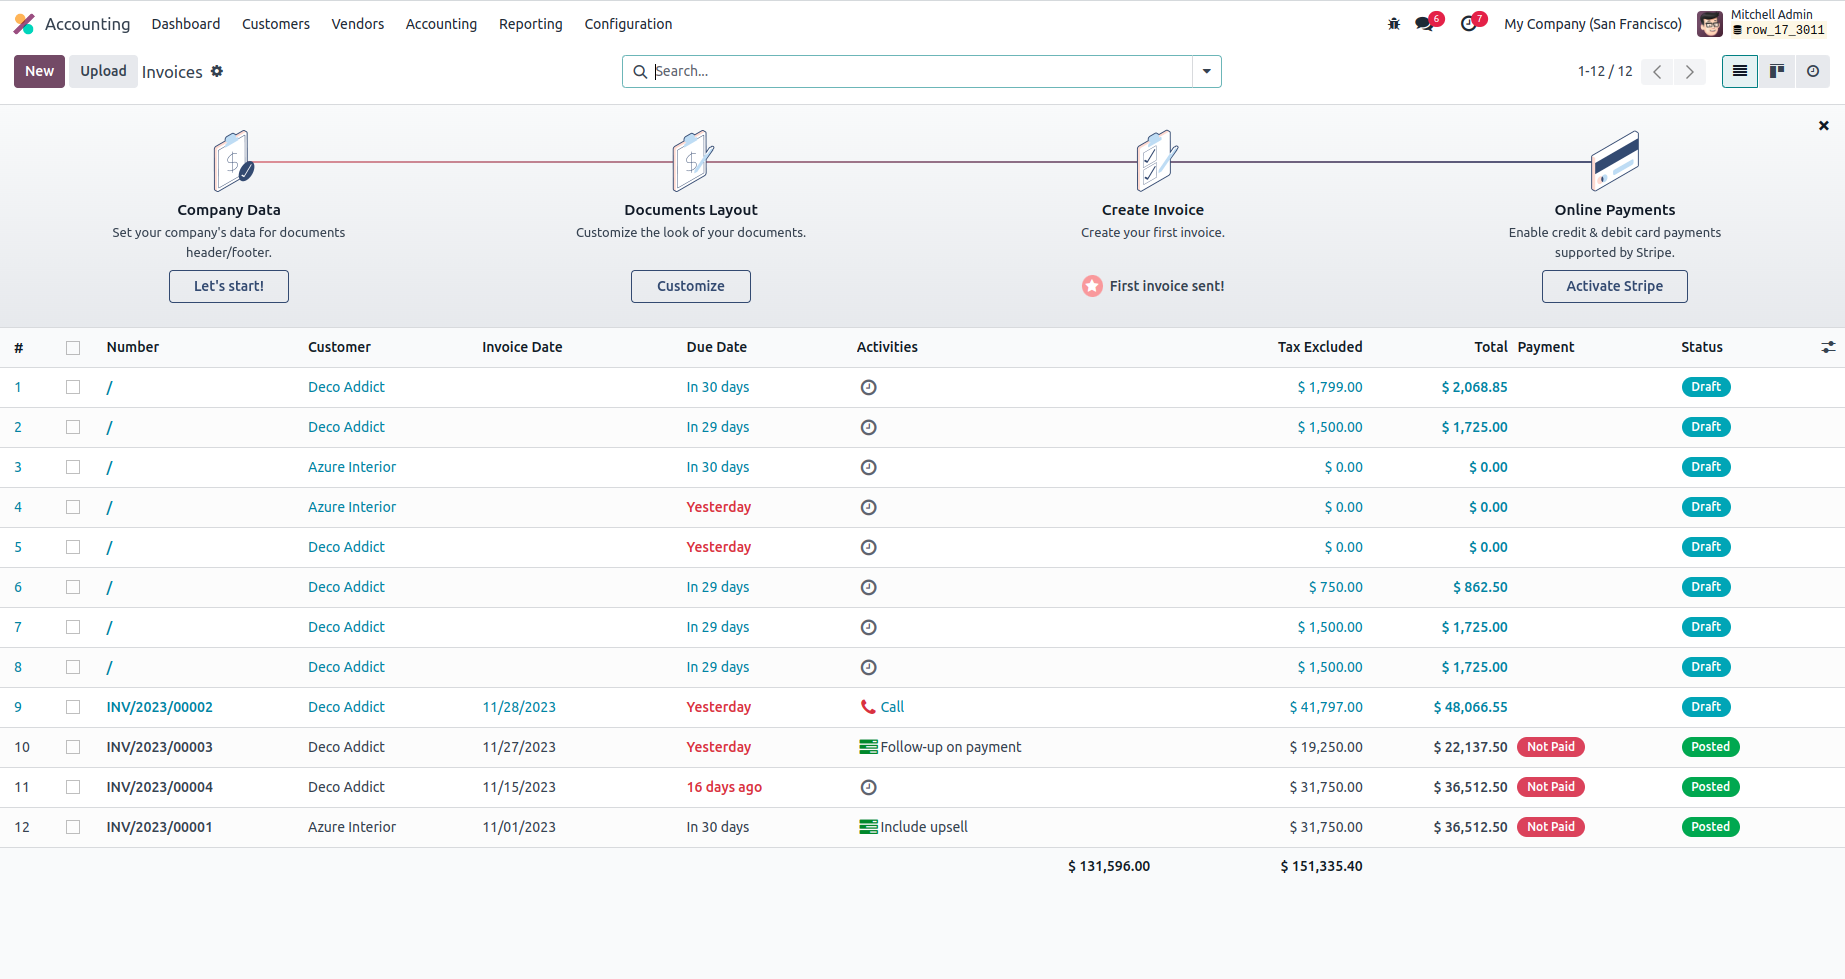 Accounting Dashboard Customers Vendors Accounting Reporting Configuration 6 7 My Company (San Francisco) Mitchell Admin
row_17_3011
New Upload Invoices Search... 1-12 / 12
Company Data Documents Layout Create Invoice Online Payments
Set your company's data for documents Customize the look of your documents. Create your first invoice. Enable credit & debit card payments
header/footer. supported by Stripe.
Let's start! Customize First invoice sent! Activate Stripe
# Number Customer Invoice Date Due Date Activities Tax Excluded Total Payment Status
1 / Deco Addict In 30 days $ 1,799.00 $ 2,068.85 Draft
2 / Deco Addict In 29 days $ 1,500.00 $ 1,725.00 Draft
3 / Azure Interior In 30 days $ 0.00 $ 0.00 Draft
4 / Azure Interior Yesterday $ 0.00 $ 0.00 Draft
5 / Deco Addict Yesterday $ 0.00 $ 0.00 Draft
6 / Deco Addict In 29 days $ 750.00 $ 862.50 Draft
7 / Deco Addict In 29 days $ 1,500.00 $ 1,725.00 Draft
8 / Deco Addict In 29 days $ 1,500.00 $ 1,725.00 Draft
9 INV/2023/00002 Deco Addict 11/28/2023 Yesterday Call $ 41,797.00 $ 48,066.55 Draft
10 INV/2023/00003 Deco Addict 11/27/2023 Yesterday Follow-up on payment $ 19,250.00 $ 22,137.50 Not Paid Posted
11 INV/2023/00004 Deco Addict 11/15/2023 16 days ago $ 31,750.00 $ 36,512.50 Not Paid Posted
12 INV/2023/00001 Azure Interior 11/01/2023 In 30 days Include upsell $ 31,750.00 $ 36,512.50 Not Paid Posted
$ 131,596.00 $ 151,335.40